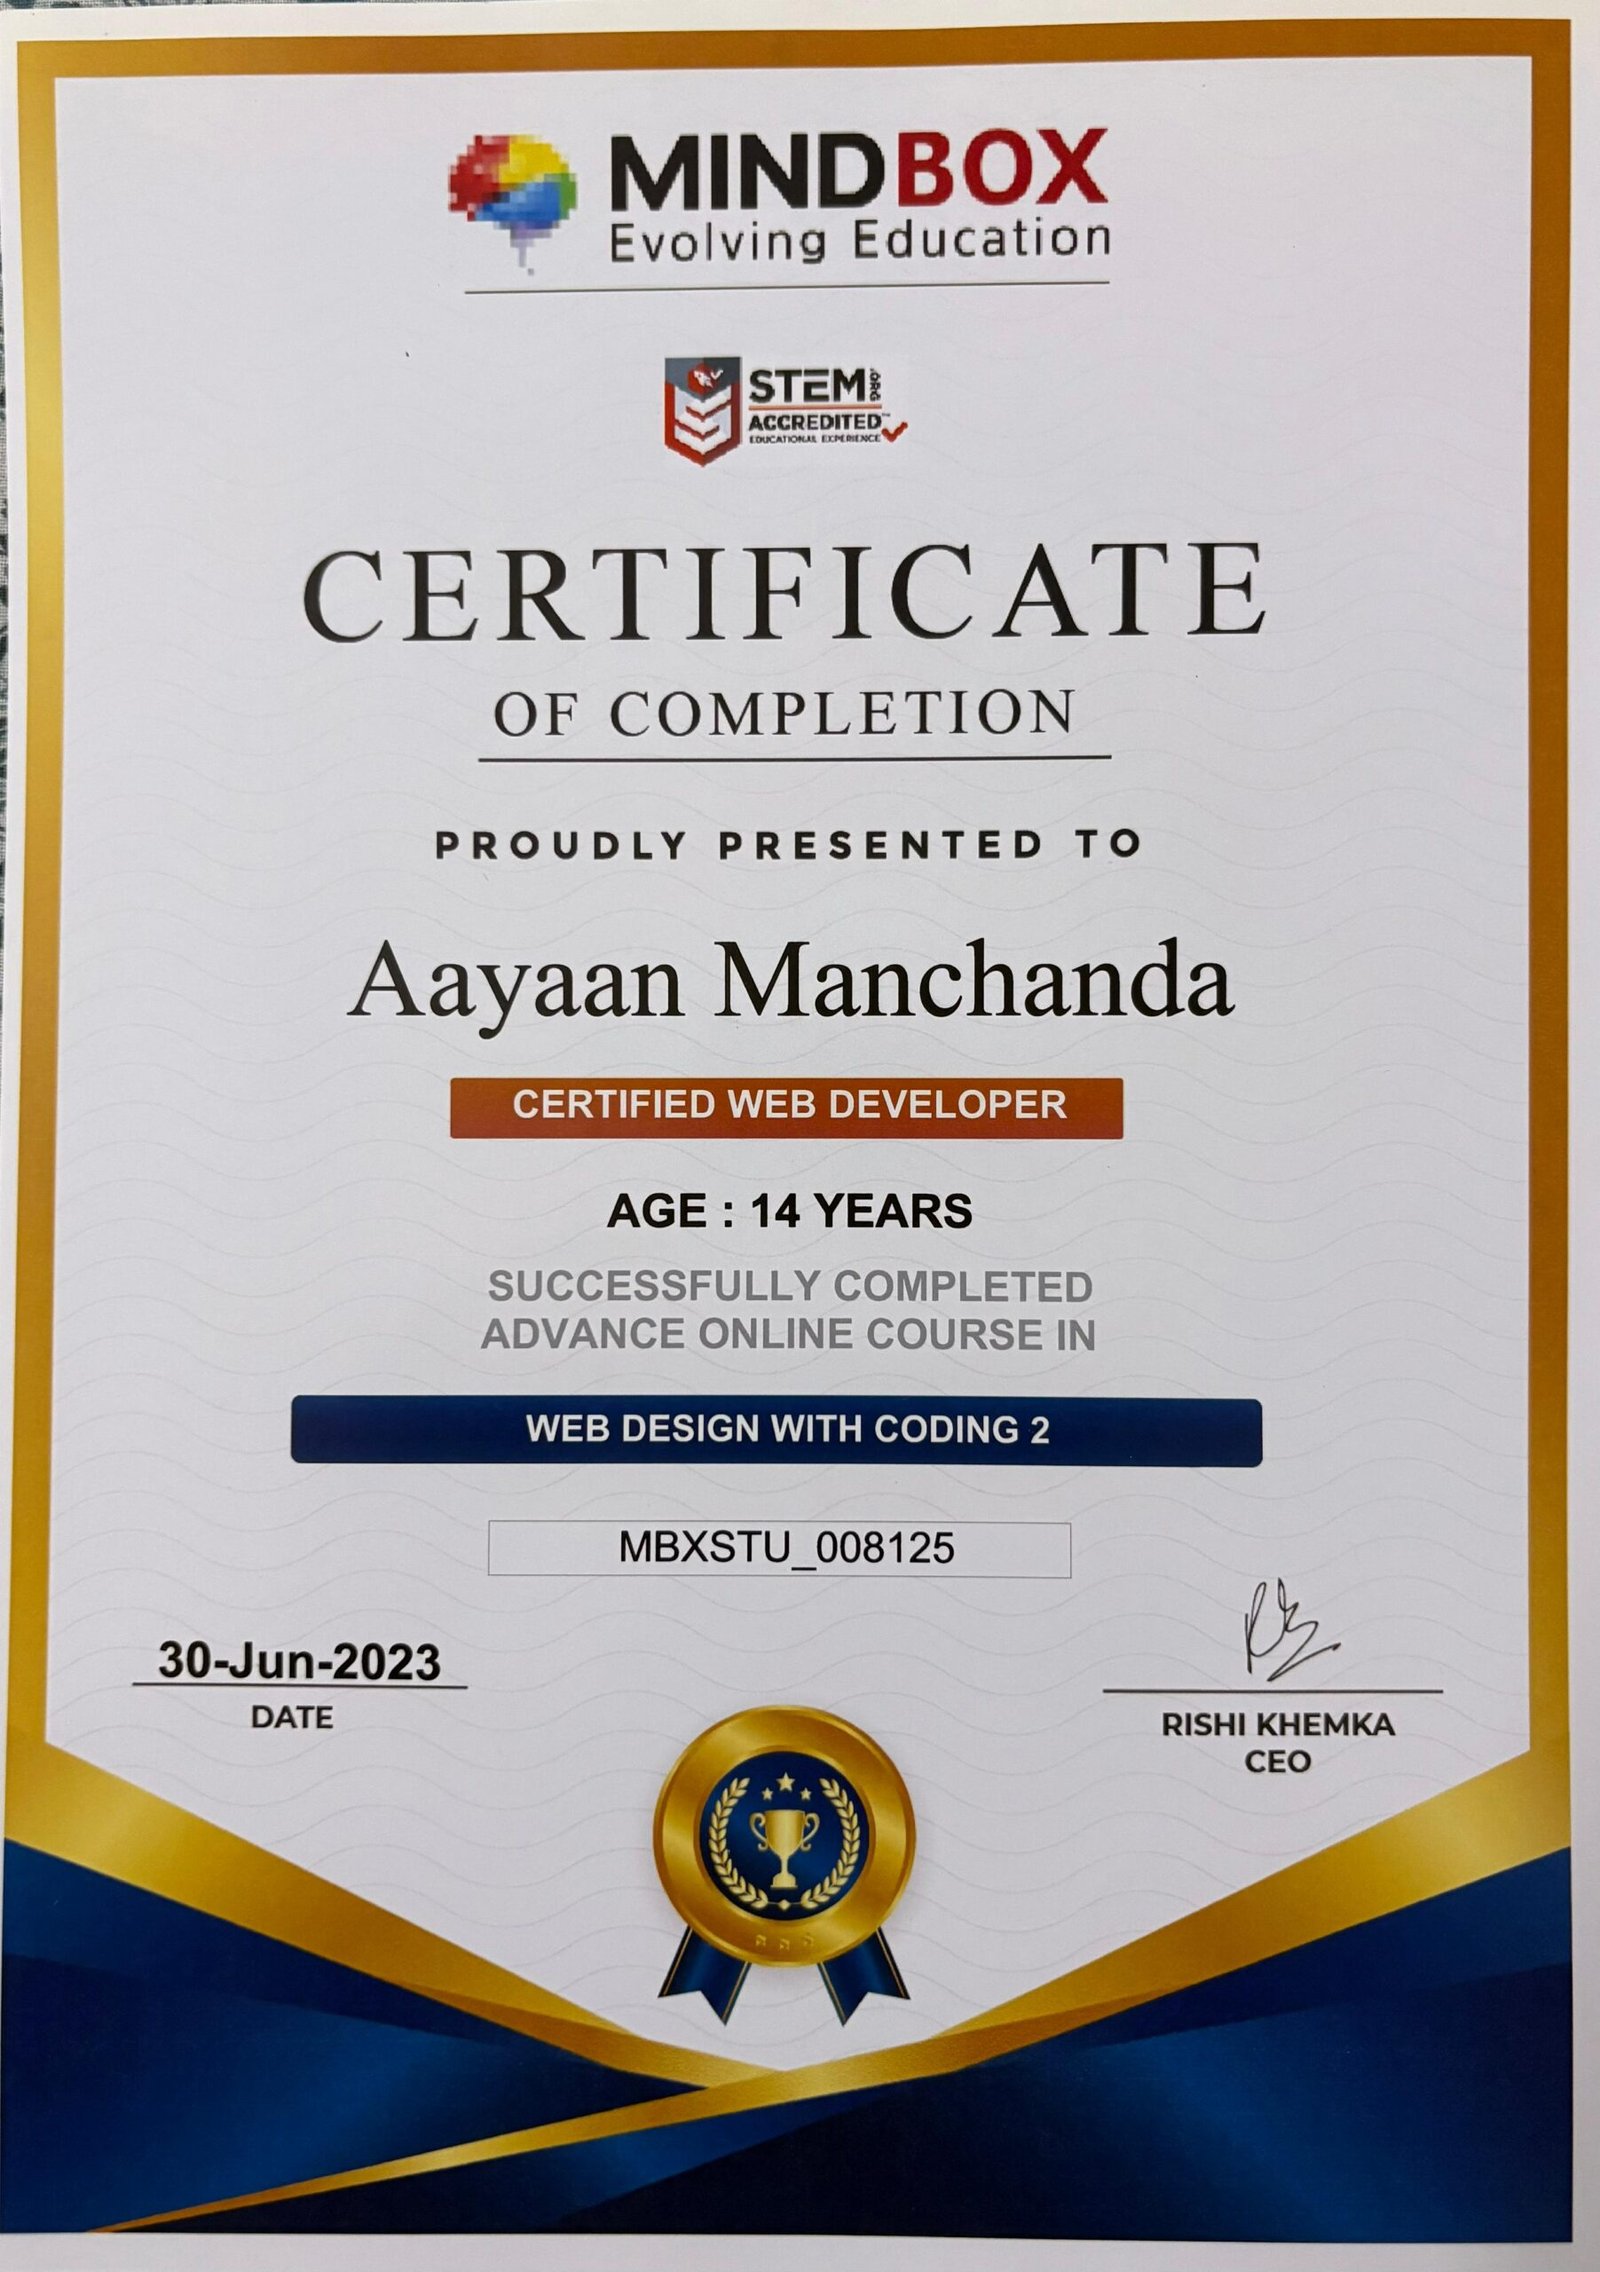 MINDBOX
Evolving Education
STEM.ORG
ACCREDITED™
EDUCATIONAL EXPERIENCE
CERTIFICATE
OF COMPLETION
PROUDLY PRESENTED TO
Aayaan Manchanda
CERTIFIED WEB DEVELOPER
AGE : 14 YEARS
SUCCESSFULLY COMPLETED
ADVANCE ONLINE COURSE IN
WEB DESIGN WITH CODING 2
MBXSTU_008125
30-Jun-2023
DATE
RISHI KHEMKA
CEO